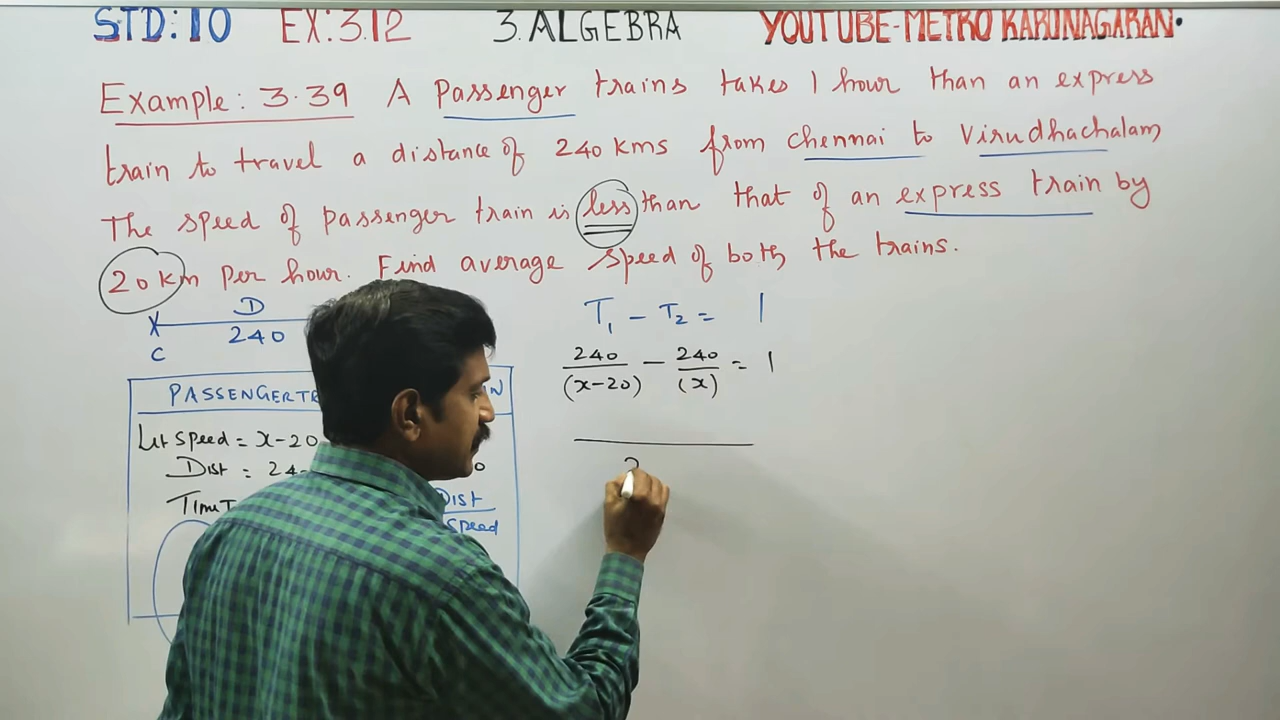 STD:10 EX:3.12 3.ALGEBRA YOUTUBE-METRO KARUNAGARAN.
Example: 3.39 A Passenger trains takes 1 hour than an express
train to travel a distance of 240 kms from chennai to Virudhachalam,
The speed of passenger train is less than that of an express train by
20 km per hour. Find average speed of both the trains.
D
240
C
T₁ - T₂ = 1
240/(x-20) - 240/(x) = 1
PASSENGER
Let Speed = x-20
Dist = 24
Time T
Dist
Speed